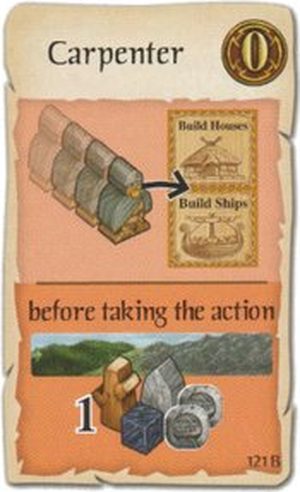 Carpenter
0
Build Houses
Build Ships
before taking the action
1
121 B